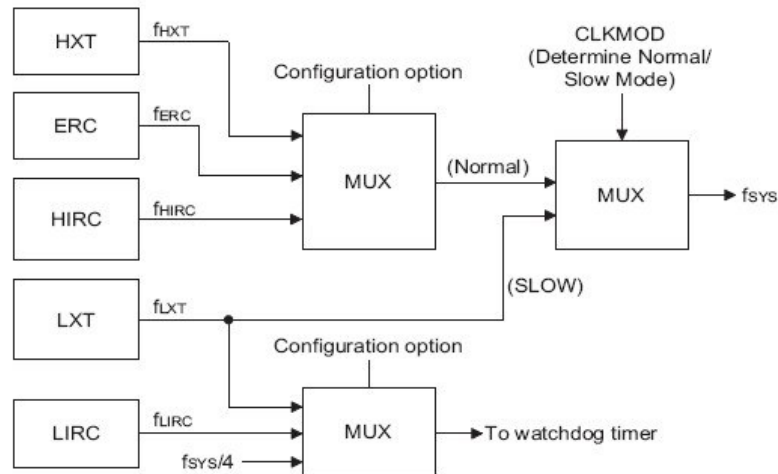 HXT
fHXT
CLKMOD
(Determine Normal/
Slow Mode)
Configuration option
ERC
fERC
MUX
(Normal)
MUX
fSYS
HIRC
fHIRC
(SLOW)
LXT
fLXT
Configuration option
LIRC
fLIRC
MUX
To watchdog timer
fSYS/4